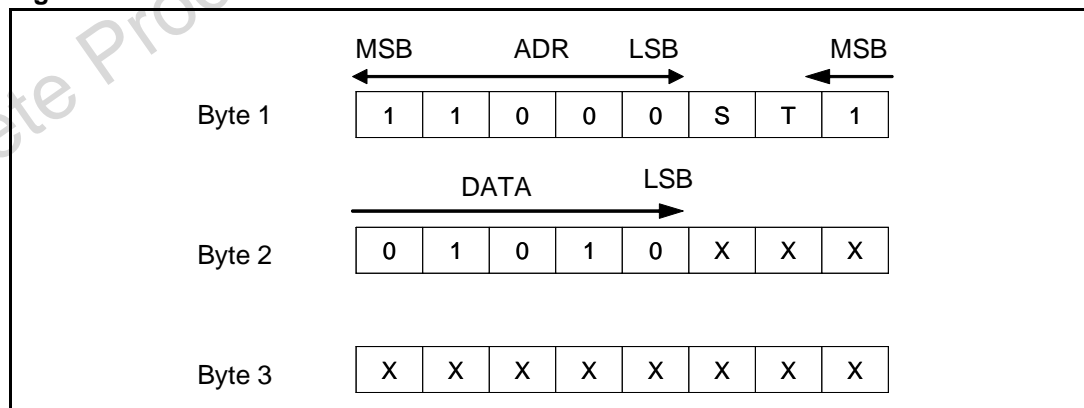 MSB ADR LSB MSB
Byte 1 1 1 0 0 0 S T 1
DATA LSB
Byte 2 0 1 0 1 0 X X X
Byte 3 X X X X X X X X